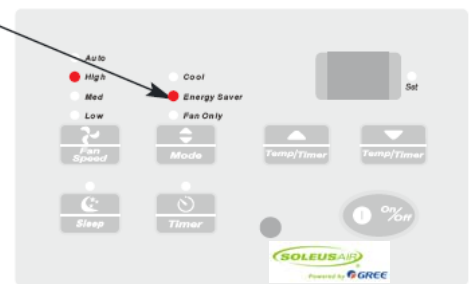 Auto
High
Med
Low
Cool
Energy Saver
Fan Only
Set
Fan
Speed
Mode
Temp/Timer
Temp/Timer
Sleep
Timer
On/Off
SOLEUSAIR
Powered by GREE